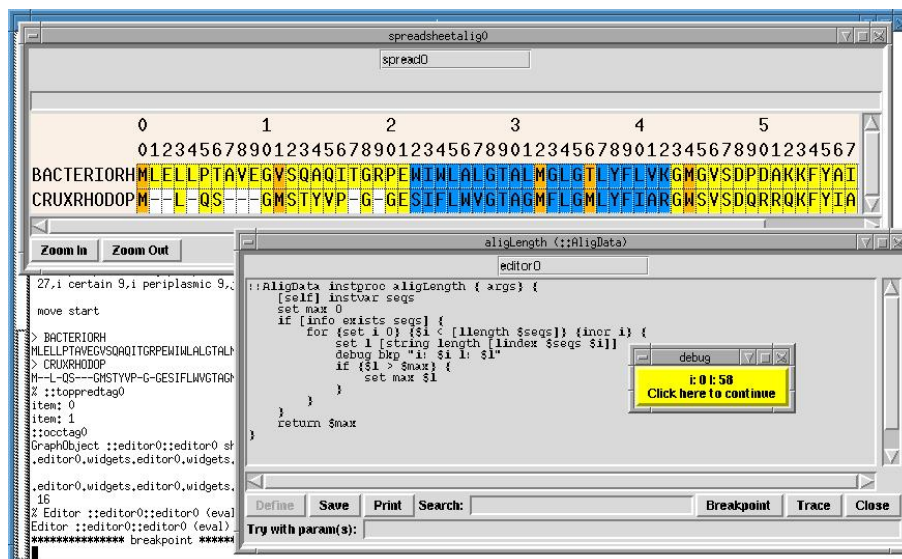 spreadsheetalig0
spread0
0 1 2 3 4 5
0123456789012345678901234567890123456789012345678901234567
BACTERIORHMLELLPTAVEGVSQAQITGRPEWIWLALGTALMGLGTLYFLVKGMGVSDPDAKKFYAI
CRUXRHODOPM--L-QS---GMSTYVP-G-GESIFLWVGTAGMFLGMLYFIARGWSVSDQRRQKFYIA
Zoom In Zoom Out
27,i certain 9,i periplasmic 9,
move start
> BACTERIORH
MLELLPTAVEGVSQAQITGRPEWIWLALGTALM
> CRUXRHODOP
M--L-QS---GMSTYVP-G-GESIFLWVGTAGM
% ::toppredtag0
item: 0
item: 1
::occtag0
GraphObject ::editor0::editor0 sh
.editor0.widgets.editor0.widgets.
.editor0.widgets.editor0.widgets.
16
% Editor ::editor0::editor0 (eval
Editor ::editor0::editor0 (eval)
*************** breakpoint ******
aligLength (::AligData)
editor0
::AligData instproc aligLength { args} {
[self] instvar seqs
set max 0
if [info exists seqs] {
for {set i 0} {$i < [llength $seqs]} {incr i} {
set l [string length [lindex $seqs $i]]
debug bkp "i: $i l: $l"
if {$l > $max} {
set max $l
}
}
}
return $max
}
debug
i: 0 l: 58
Click here to continue
Define Save Print Search: Breakpoint Trace Close
Try with param(s):